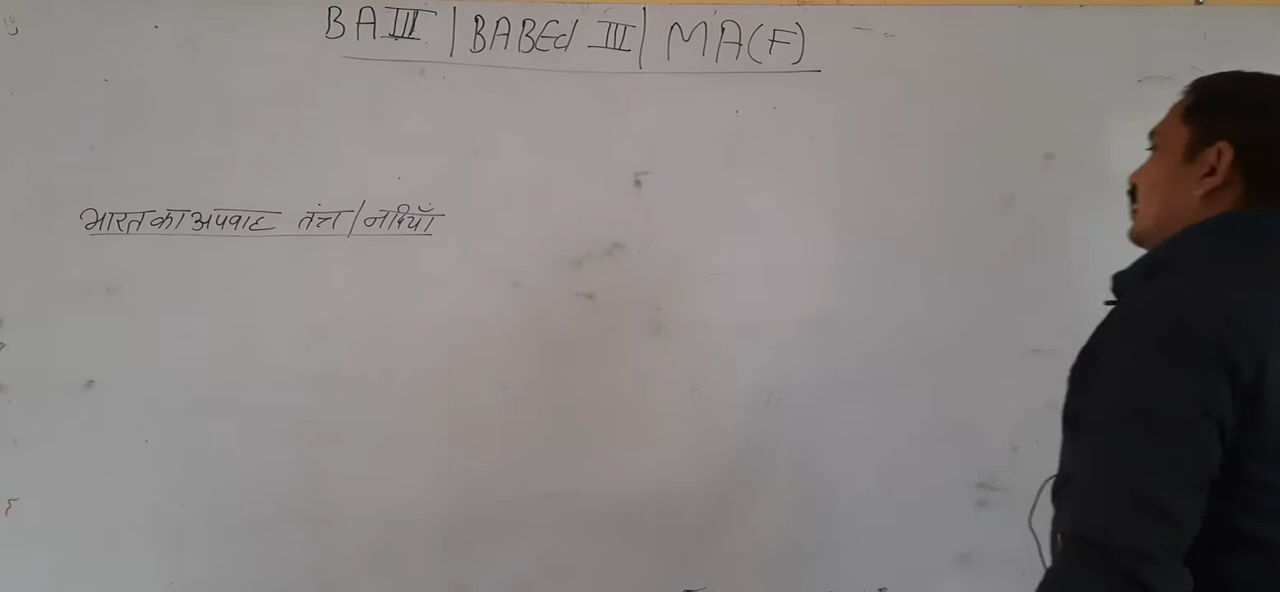 BA III | BABEd III | MA(F)
भारत का अपवाह तंत्र / नदियाँ